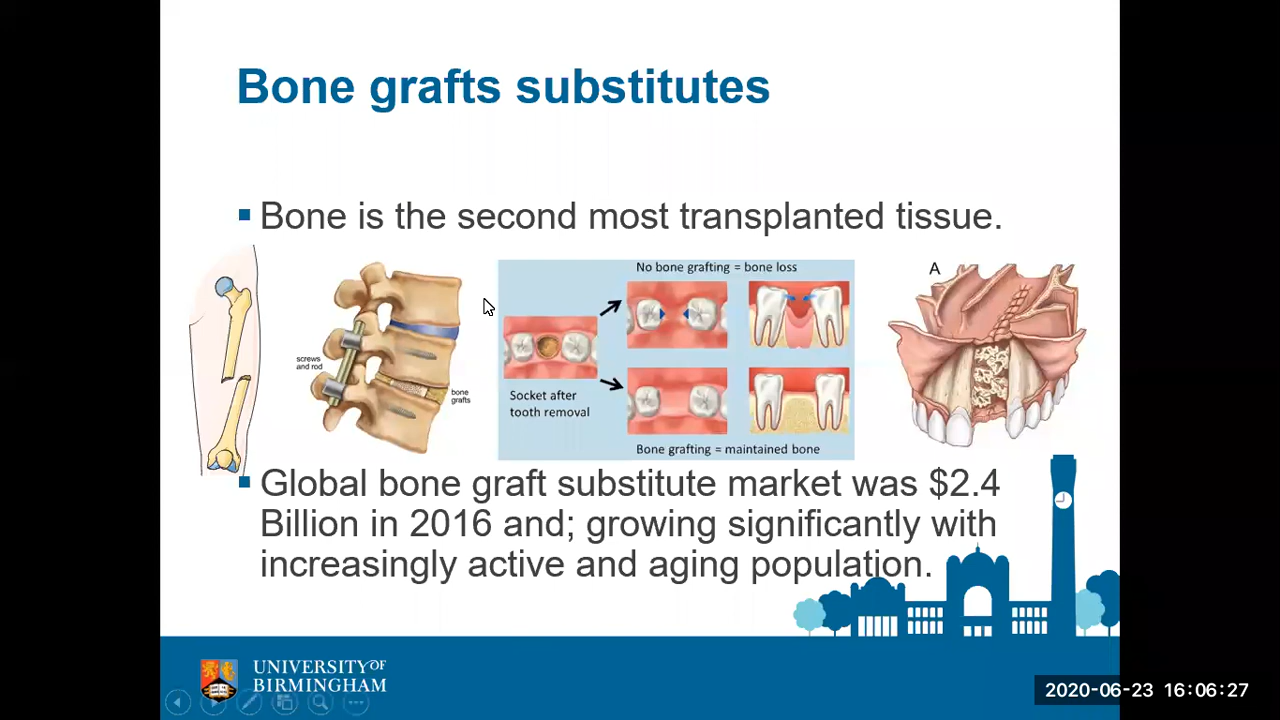 Bone grafts substitutes
▪ Bone is the second most transplanted tissue.
screws
and rod
bone
grafts
No bone grafting = bone loss
Socket after
tooth removal
Bone grafting = maintained bone
A
▪ Global bone graft substitute market was $2.4
Billion in 2016 and; growing significantly with
increasingly active and aging population.
UNIVERSITY OF
BIRMINGHAM
2020-06-23 16:06:27